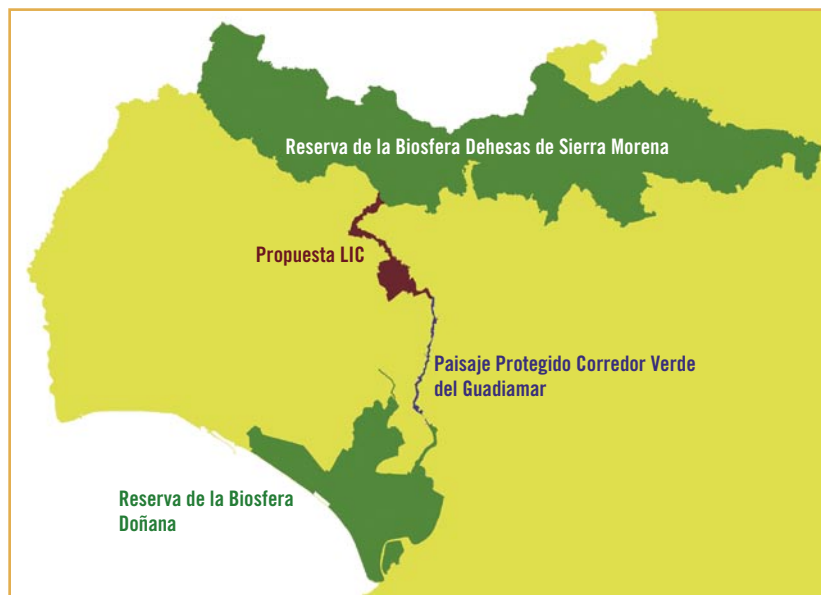 Reserva de la Biosfera Dehesas de Sierra Morena
Propuesta LIC
Paisaje Protegido Corredor Verde
del Guadiamar
Reserva de la Biosfera
Doñana